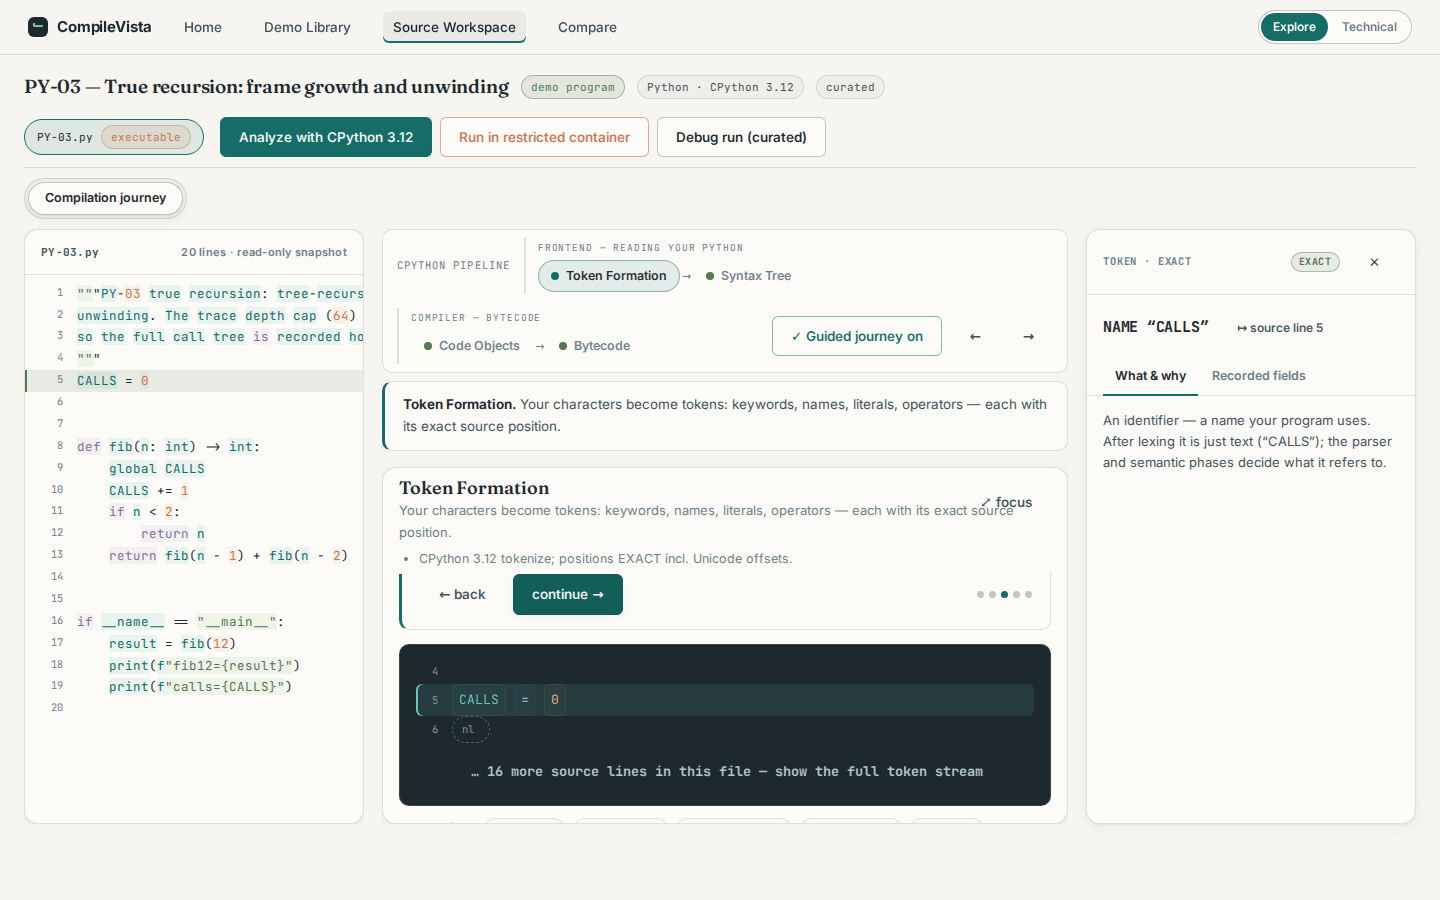 CompileVista
Home
Demo Library
Source Workspace
Compare
Explore
Technical
PY-03 — True recursion: frame growth and unwinding
demo program
Python · CPython 3.12
curated
PY-03.py
executable
Analyze with CPython 3.12
Run in restricted container
Debug run (curated)
Compilation journey
PY-03.py
20 lines · read-only snapshot
1 """PY-03 true recursion: tree-recurs
2 unwinding. The trace depth cap (64)
3 so the full call tree is recorded ho
4 """
5 CALLS = 0
6
7
8 def fib(n: int) -> int:
9 global CALLS
10 CALLS += 1
11 if n < 2:
12 return n
13 return fib(n - 1) + fib(n - 2)
14
15
16 if __name__ == "__main__":
17 result = fib(12)
18 print(f"fib12={result}")
19 print(f"calls={CALLS}")
20
CPYTHON PIPELINE
FRONTEND — READING YOUR PYTHON
Token Formation
→
Syntax Tree
COMPILER — BYTECODE
Code Objects
→
Bytecode
✓ Guided journey on
←
→
Token Formation. Your characters become tokens: keywords, names, literals, operators — each with
its exact source position.
Token Formation
⤢ focus
Your characters become tokens: keywords, names, literals, operators — each with its exact source
position.
• CPython 3.12 tokenize; positions EXACT incl. Unicode offsets.
← back
continue →
4
5 CALLS = 0
6 nl
… 16 more source lines in this file — show the full token stream
TOKEN · EXACT
EXACT
×
NAME “CALLS”
↦ source line 5
What & why
Recorded fields
An identifier — a name your program uses.
After lexing it is just text (“CALLS”); the parser
and semantic phases decide what it refers to.